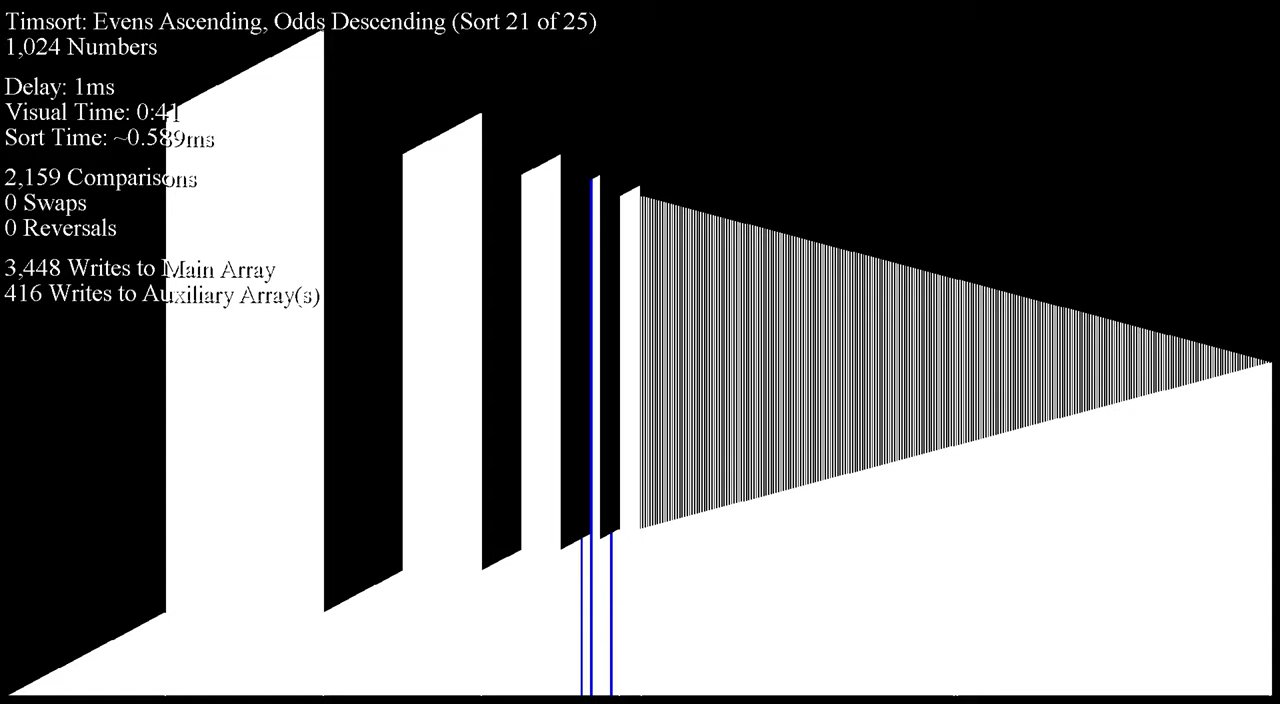 Timsort: Evens Ascending, Odds Descending (Sort 21 of 25)
1,024 Numbers
Delay: 1ms
Visual Time: 0:41
Sort Time: ~0.589ms
2,159 Comparisons
0 Swaps
0 Reversals
3,448 Writes to Main Array
416 Writes to Auxiliary Array(s)